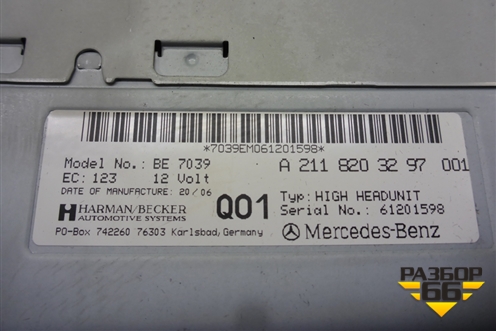 *7039EM061201598*
Model No.: BE 7039
A 211 820 32 97 001
EC: 123 12 Volt
DATE OF MANUFACTURE: 20/06
Typ: HIGH HEADUNIT
HARMAN/BECKER
AUTOMOTIVE SYSTEMS
Q01
Serial No.: 61201598
PO-Box 742260 76303 Karlsbad, Germany
Mercedes-Benz
РАЗБОР
66